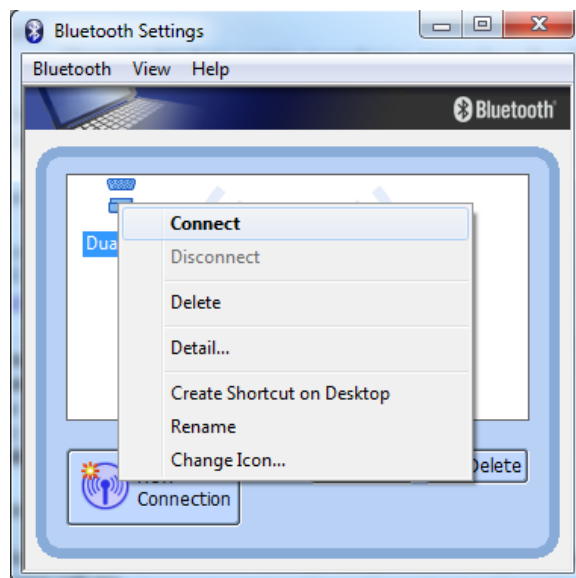 Bluetooth Settings
Bluetooth View Help
Bluetooth
Dua
Connect
Disconnect
Delete
Detail...
Create Shortcut on Desktop
Rename
Change Icon...
Delete
Connection